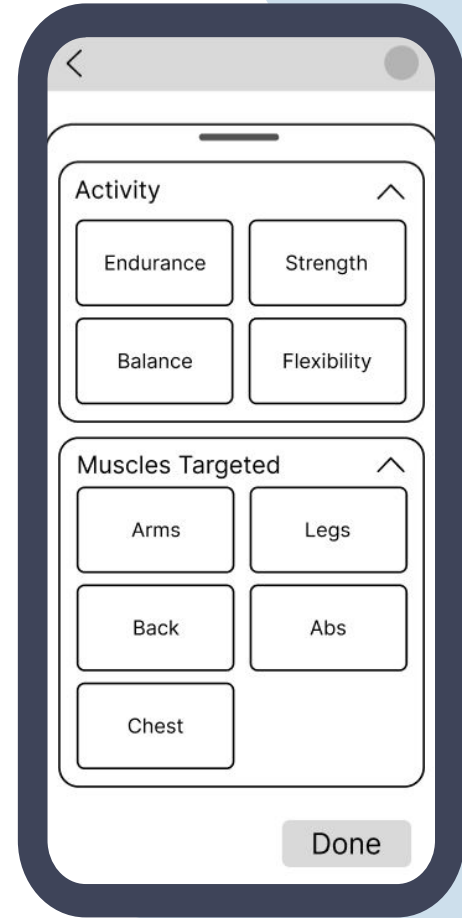 Activity
Endurance Strength
Balance Flexibility
Muscles Targeted
Arms Legs
Back Abs
Chest
Done